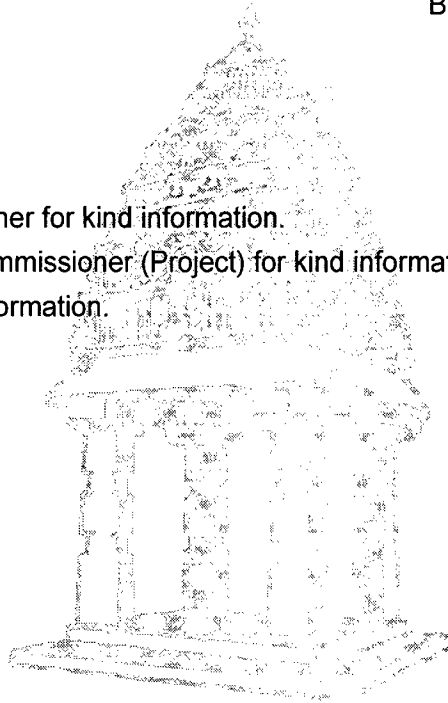 B
ner for kind information.
mmissioner (Project) for kind informat
ormation.